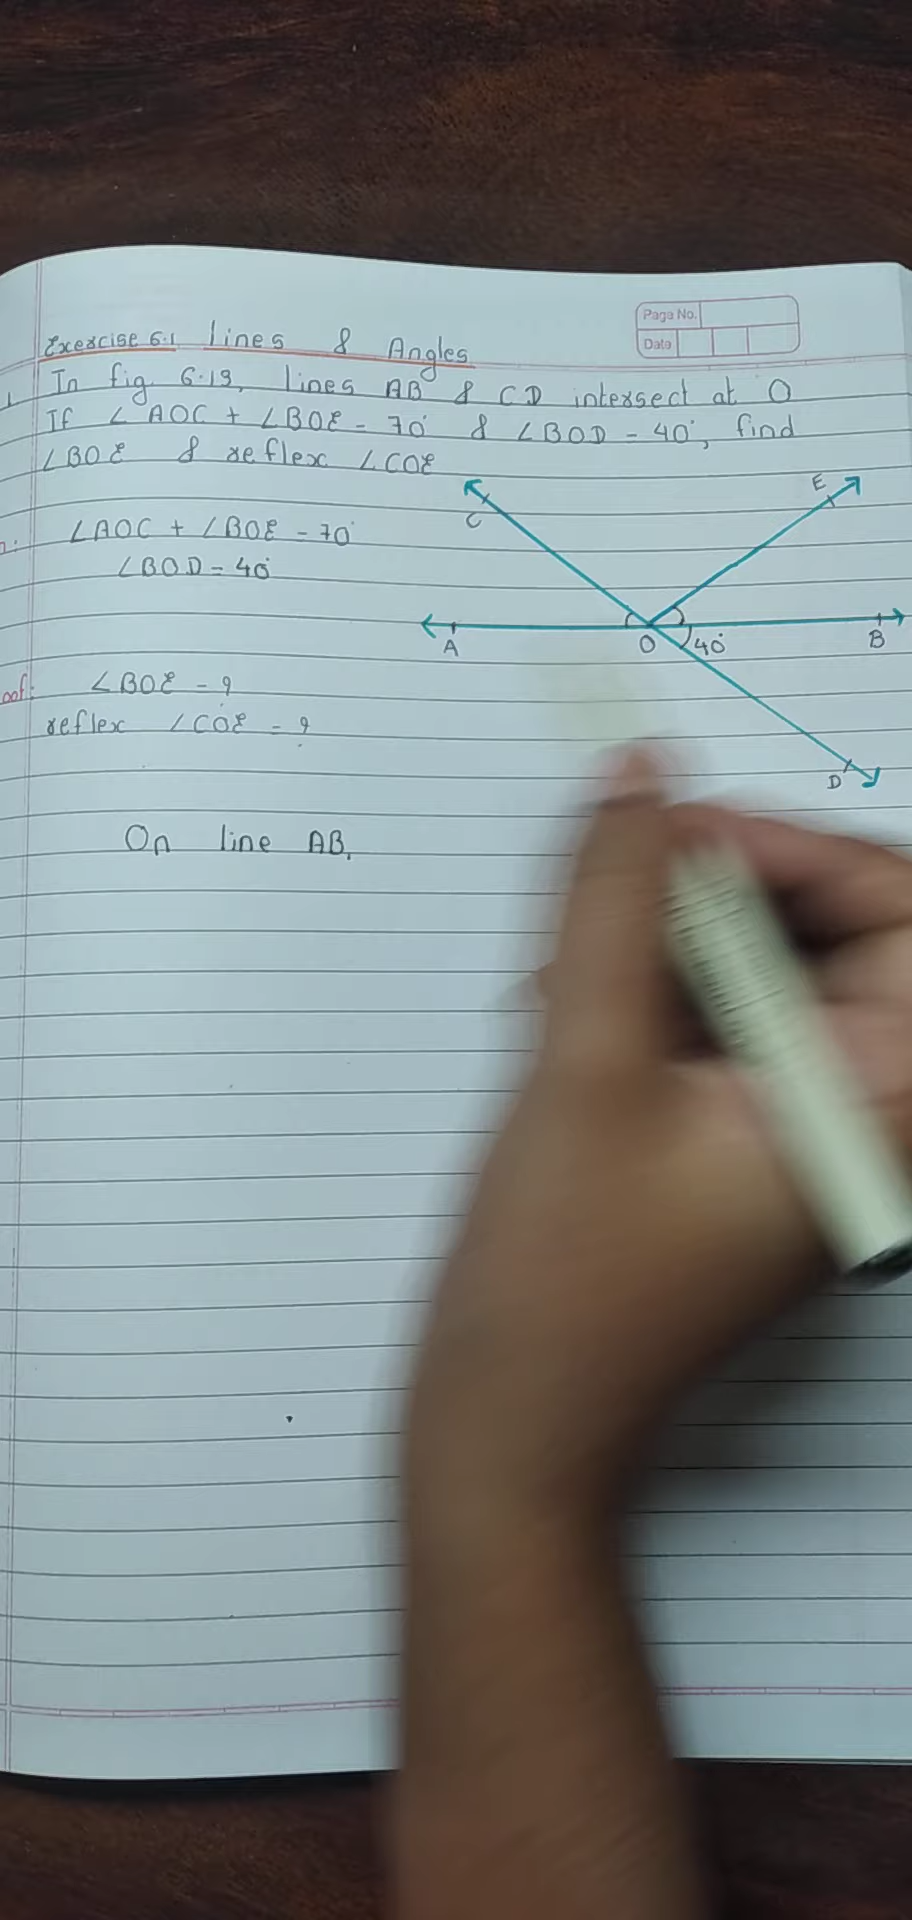 Page No.
Date
Exercise 6.1 Lines & Angles
1 In fig. 6.13, lines AB & CD intersect at O
If ∠AOC + ∠BOE = 70° & ∠BOD = 40°, find
∠BOE & reflex ∠COE
∠AOC + ∠BOE = 70°
∠BOD = 40°
C
E
A
O
40°
B
D
∠BOE = ?
reflex ∠COE = ?
On line AB,